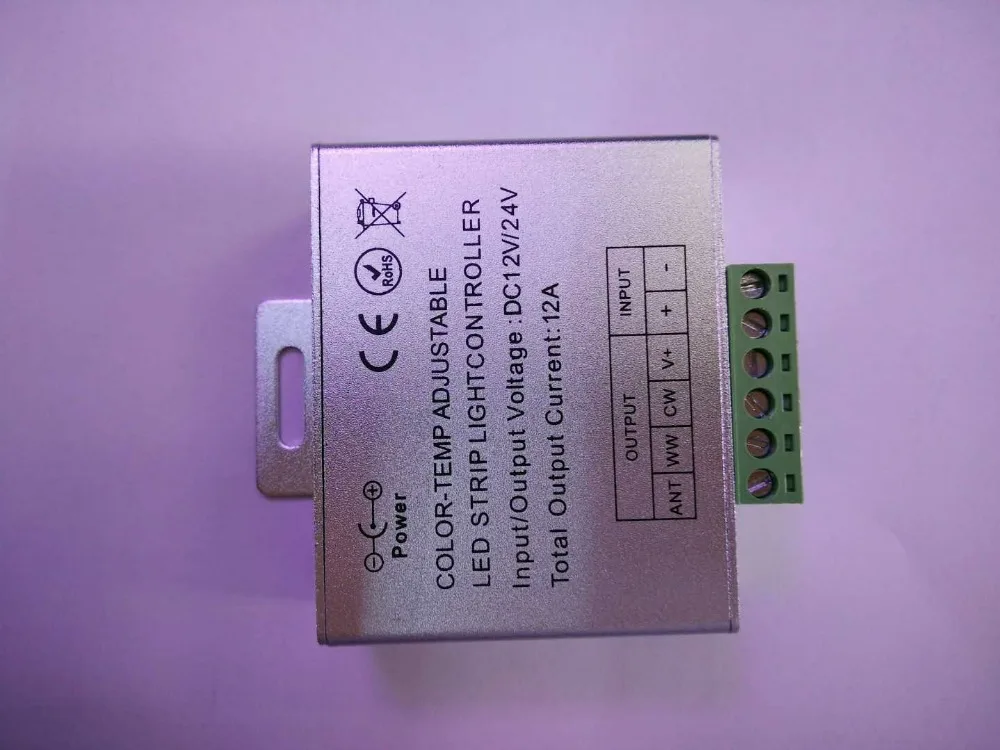 CE RoHS
Power
COLOR-TEMP ADJUSTABLE
LED STRIP LIGHTCONTROLLER
Input/Output Voltage :DC12V/24V
Total Output Current:12A
OUTPUT INPUT
ANT WW CW V+ + -